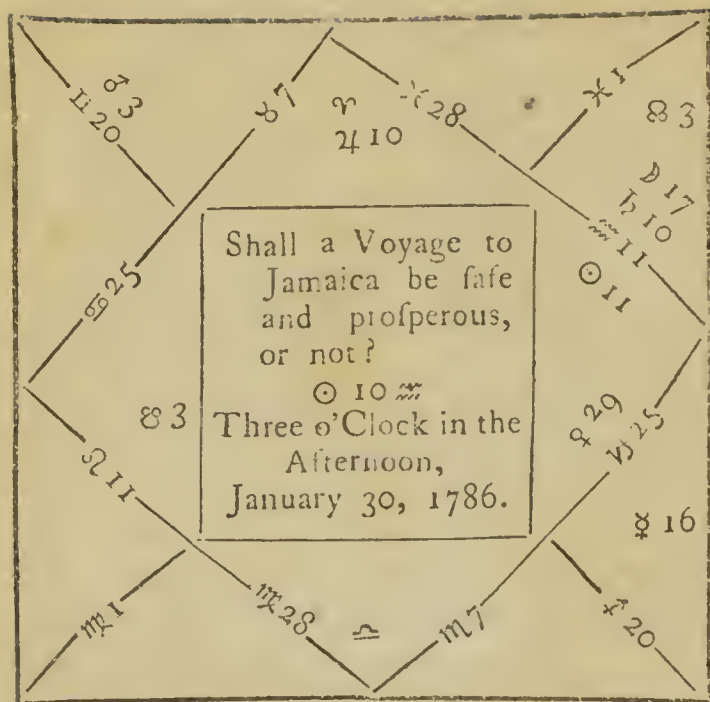 ♂ 3
♊ 20
♉ 7
♈
♃ 10
♓ 28
♓ 1
☊ 3
☽ 17
♄ 10
♒ 11
☉ 11
♋ 25
Shall a Voyage to
Jamaica be ſafe
and proſperous,
or not?
☉ 10 ♒
Three o'Clock in the
Afternoon,
January 30, 1786.
☋ 3
♀ 29
♑ 25
♌ 11
☿ 16
♍ 1
♍ 28
♎
♏ 7
♐ 20